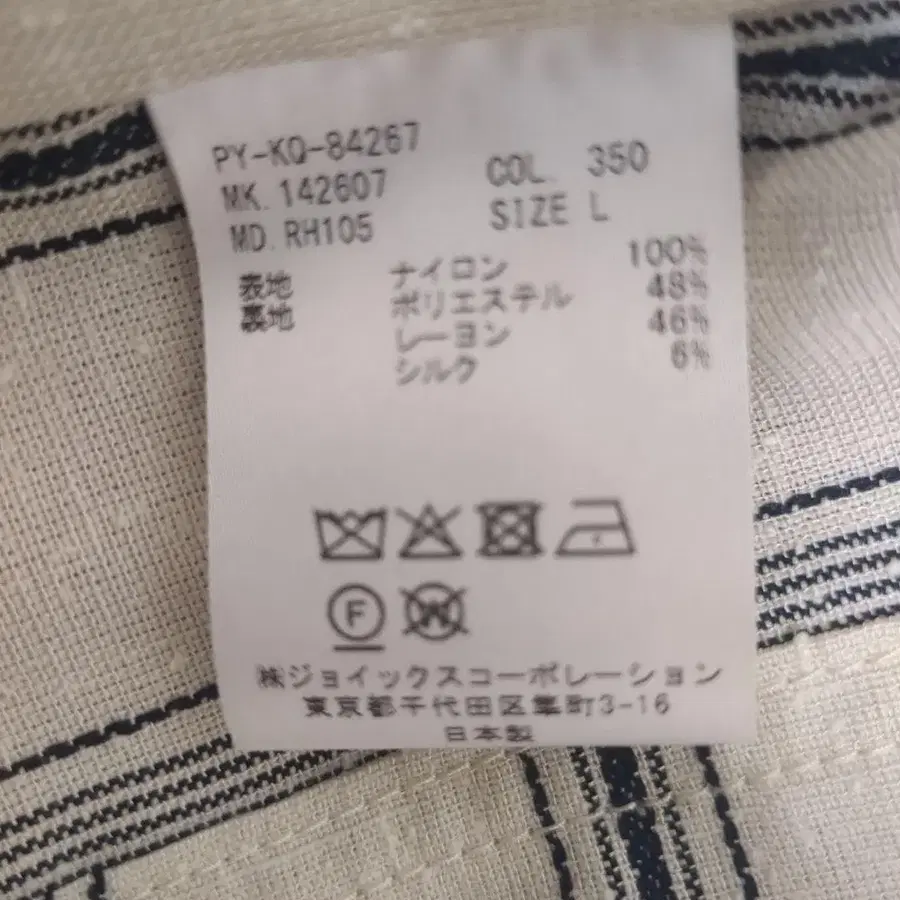 PY-KQ-84267
MK. 142607 COL. 350
MD. RH105 SIZE L
表地 ナイロン 100%
裏地 ポリエステル 48%
レーヨン 46%
シルク 6%
F W
㈱ジョイックスコーポレーション
東京都千代田区隼町3-16
日本製